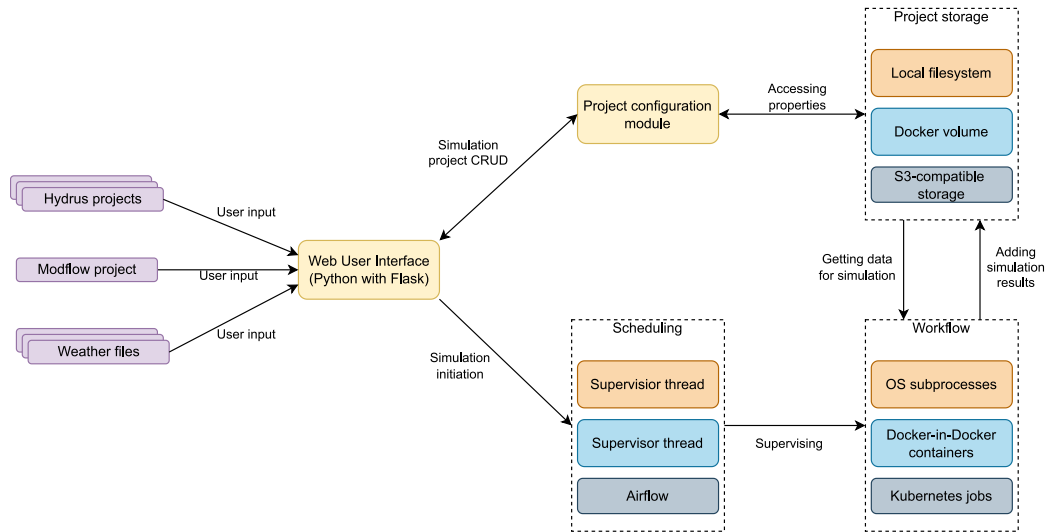 Hydrus projects
Modflow project
Weather files
User input
User input
User input
Web User Interface
(Python with Flask)
Simulation
project CRUD
Simulation
initiation
Project configuration
module
Accessing
properties
Project storage
Local filesystem
Docker volume
S3-compatible
storage
Getting data
for simulation
Adding
simulation
results
Scheduling
Supervisior thread
Supervisor thread
Airflow
Supervising
Workflow
OS subprocesses
Docker-in-Docker
containers
Kubernetes jobs